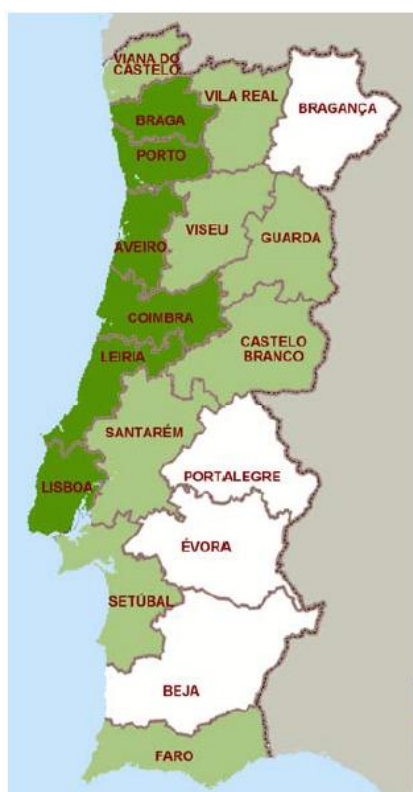 VIANA DO
CASTELO
VILA REAL
BRAGANÇA
BRAGA
PORTO
VISEU
GUARDA
AVEIRO
COIMBRA
CASTELO
BRANCO
LEIRIA
SANTARÉM
PORTALEGRE
LISBOA
ÉVORA
SETÚBAL
BEJA
FARO